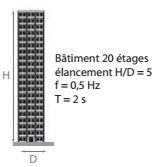 Bâtiment 20 étages
élancement H/D = 5
f = 0,5 Hz
T = 2 s
H
D